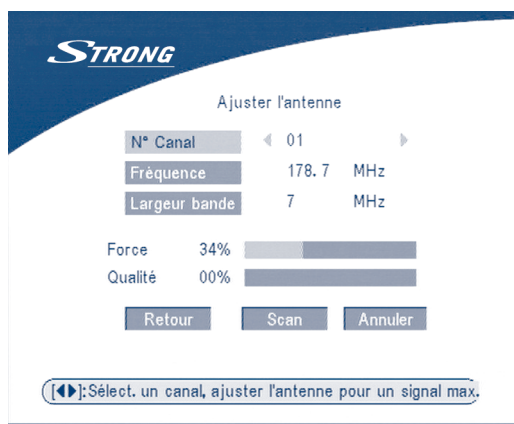 STRONG
Ajuster l'antenne
N° Canal 01
Frèquence 178.7 MHz
Largeur bande 7 MHz
Force 34%
Qualité 00%
Retour Scan Annuler
[◀▶]:Sélect. un canal, ajuster l'antenne pour un signal max.